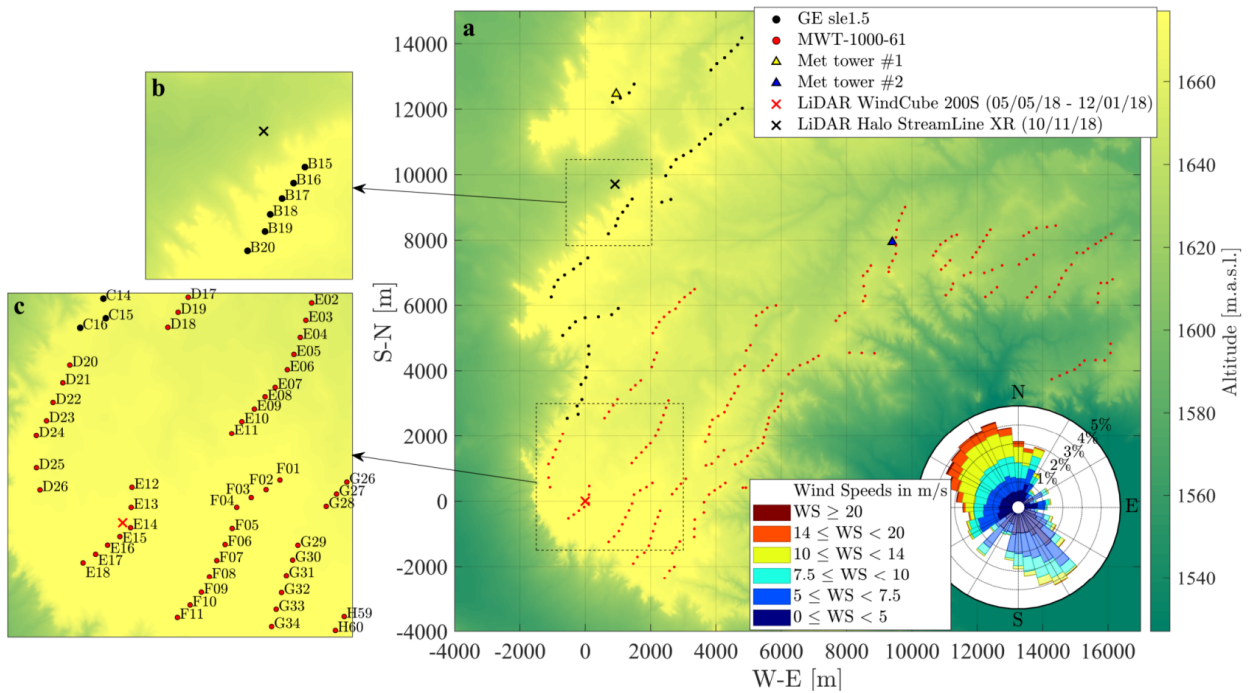 a
GE sle1.5
MWT-1000-61
Met tower #1
Met tower #2
LiDAR WindCube 200S (05/05/18 - 12/01/18)
LiDAR Halo StreamLine XR (10/11/18)
b
B15
B16
B17
B18
B19
B20
c
C14
C15
C16
D17
D19
D18
E02
E03
E04
E05
E06
E07
E08
E09
E10
E11
D20
D21
D22
D23
D24
D25
D26
E12
E13
E14
E15
E16
E17
E18
F01
F02
F03
F04
F05
F06
F07
F08
F09
F10
F11
G26
G27
G28
G29
G30
G31
G32
G33
G34
H59
H60
S-N [m]
14000
12000
10000
8000
6000
4000
2000
0
-2000
-4000
-4000 -2000 0 2000 4000 6000 8000 10000 12000 14000 16000
W-E [m]
Wind Speeds in m/s
WS ≥ 20
14 ≤ WS < 20
10 ≤ WS < 14
7.5 ≤ WS < 10
5 ≤ WS < 7.5
0 ≤ WS < 5
N
E
S
5%
4%
3%
2%
1%
1660
1640
1620
1600
1580
1560
1540
Altitude [m.a.s.l.]